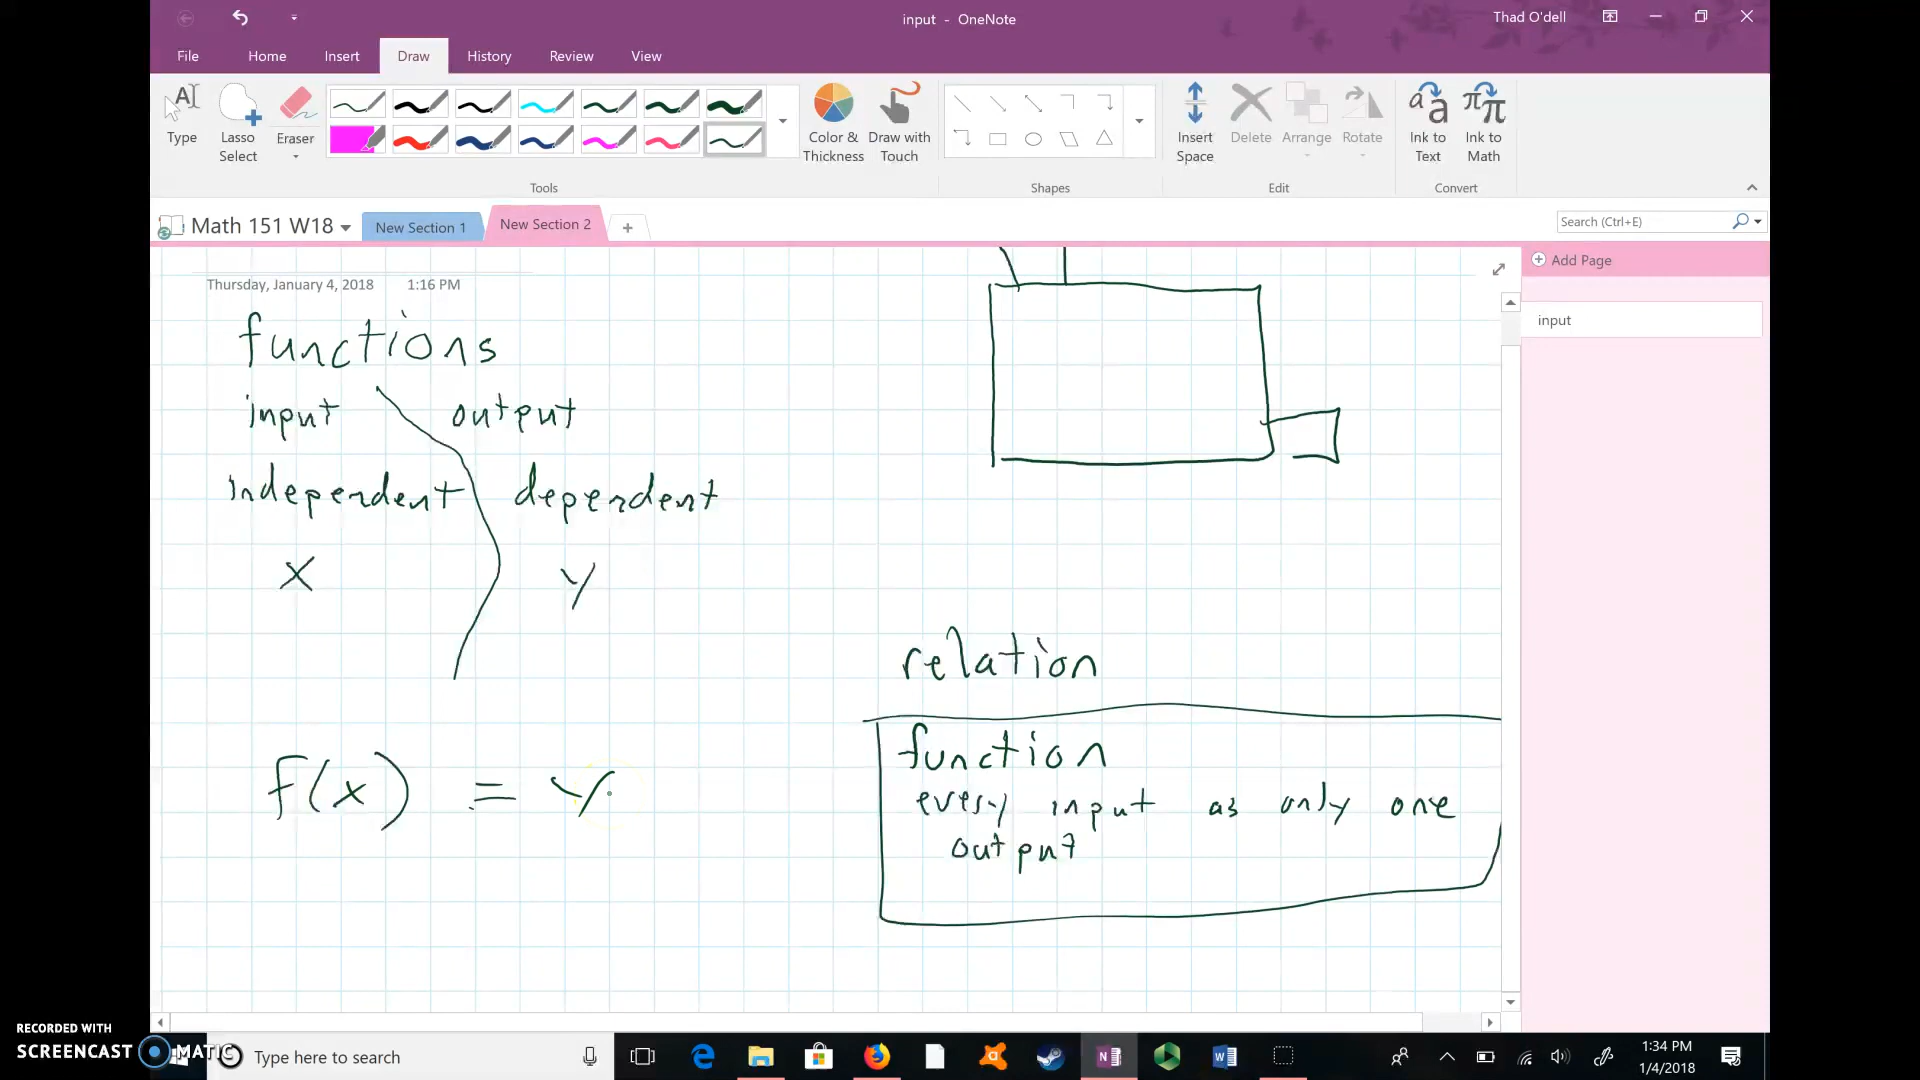 input - OneNote
Thad O'dell
File Home Insert Draw History Review View
Type
Lasso Select
Eraser
Color & Thickness
Draw with Touch
Insert Space
Delete
Arrange
Rotate
Ink to Text
Ink to Math
Tools
Shapes
Edit
Convert
Math 151 W18
New Section 1
New Section 2
Search (Ctrl+E)
Add Page
input
Thursday, January 4, 2018 1:16 PM
functions
input output
independent dependent
x y
f(x) = y
relation
function
every input as only one
output
RECORDED WITH
SCREENCAST MATIC
Type here to search
1:34 PM
1/4/2018